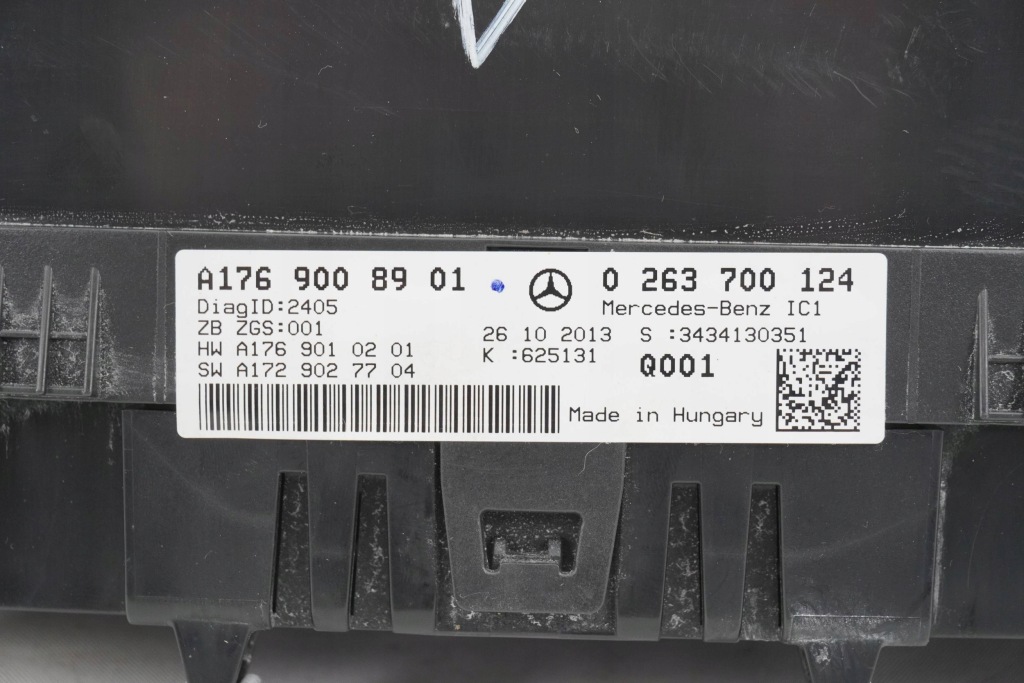 A176 900 89 01 0 263 700 124
DiagID:2405 Mercedes-Benz IC1
ZB ZGS:001 26 10 2013 S :3434130351
HW A176 901 02 01 K :625131 Q001
SW A172 902 77 04
Made in Hungary